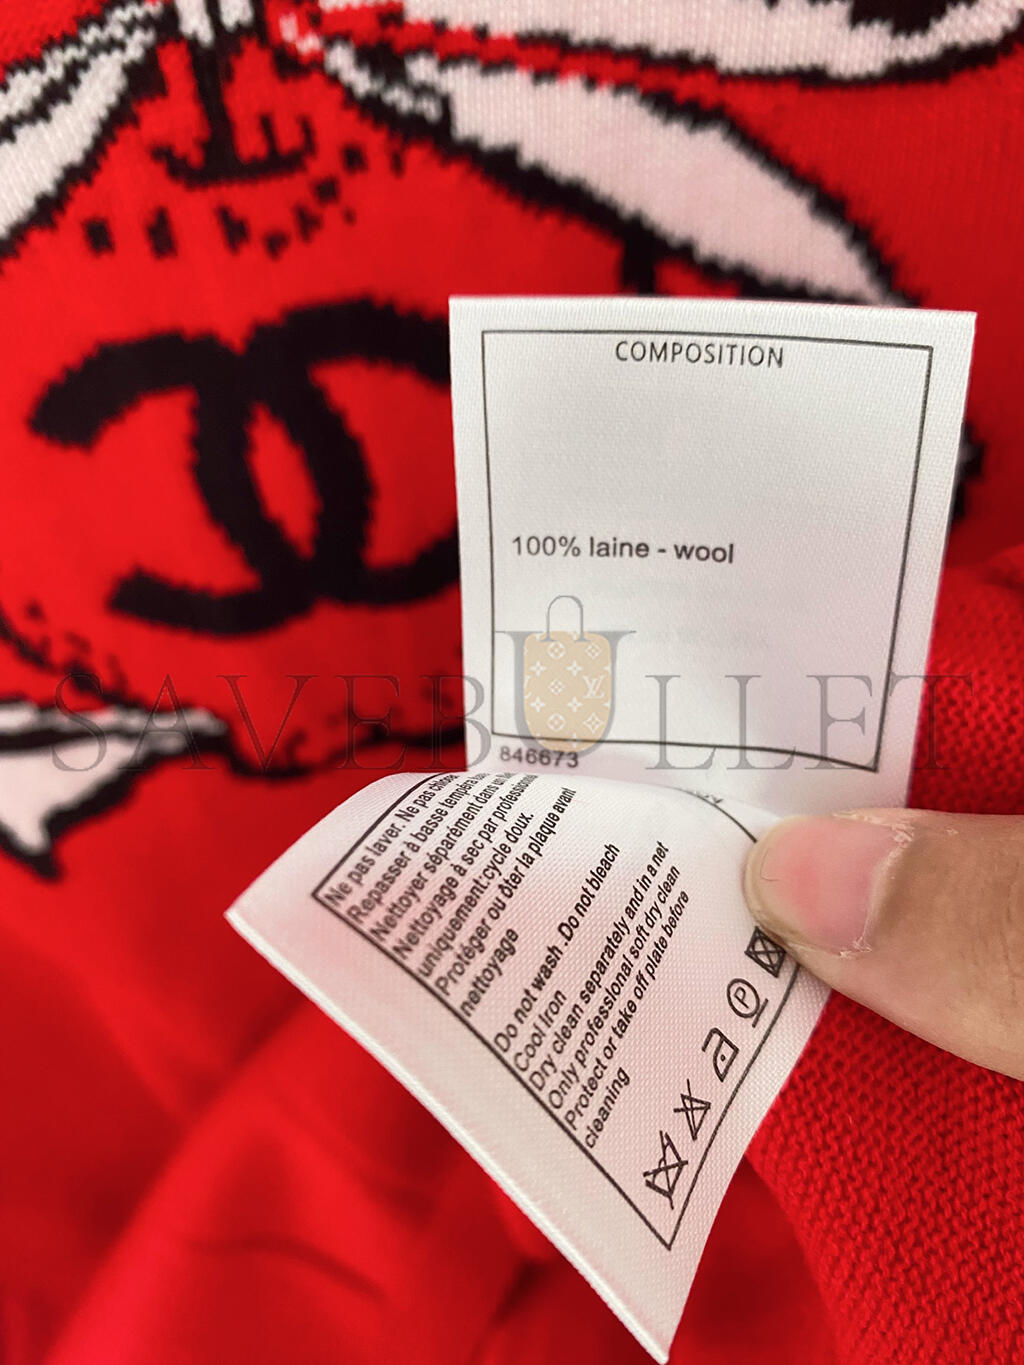 COMPOSITION
100% laine - wool
846673
SAVEBULLET
Ne pas laver. Ne pas
Repasser à basse
Nettoyer séparément dans un
Nettoyage à sec par professionnel
uniquement:cycle doux.
Protéger ou ôter la plaque avant
nettoyage
Do not wash .Do not bleach
Cool Iron
Dry clean separately and in a net
Only professional soft dry clean
Protect or take off plate before
cleaning
P